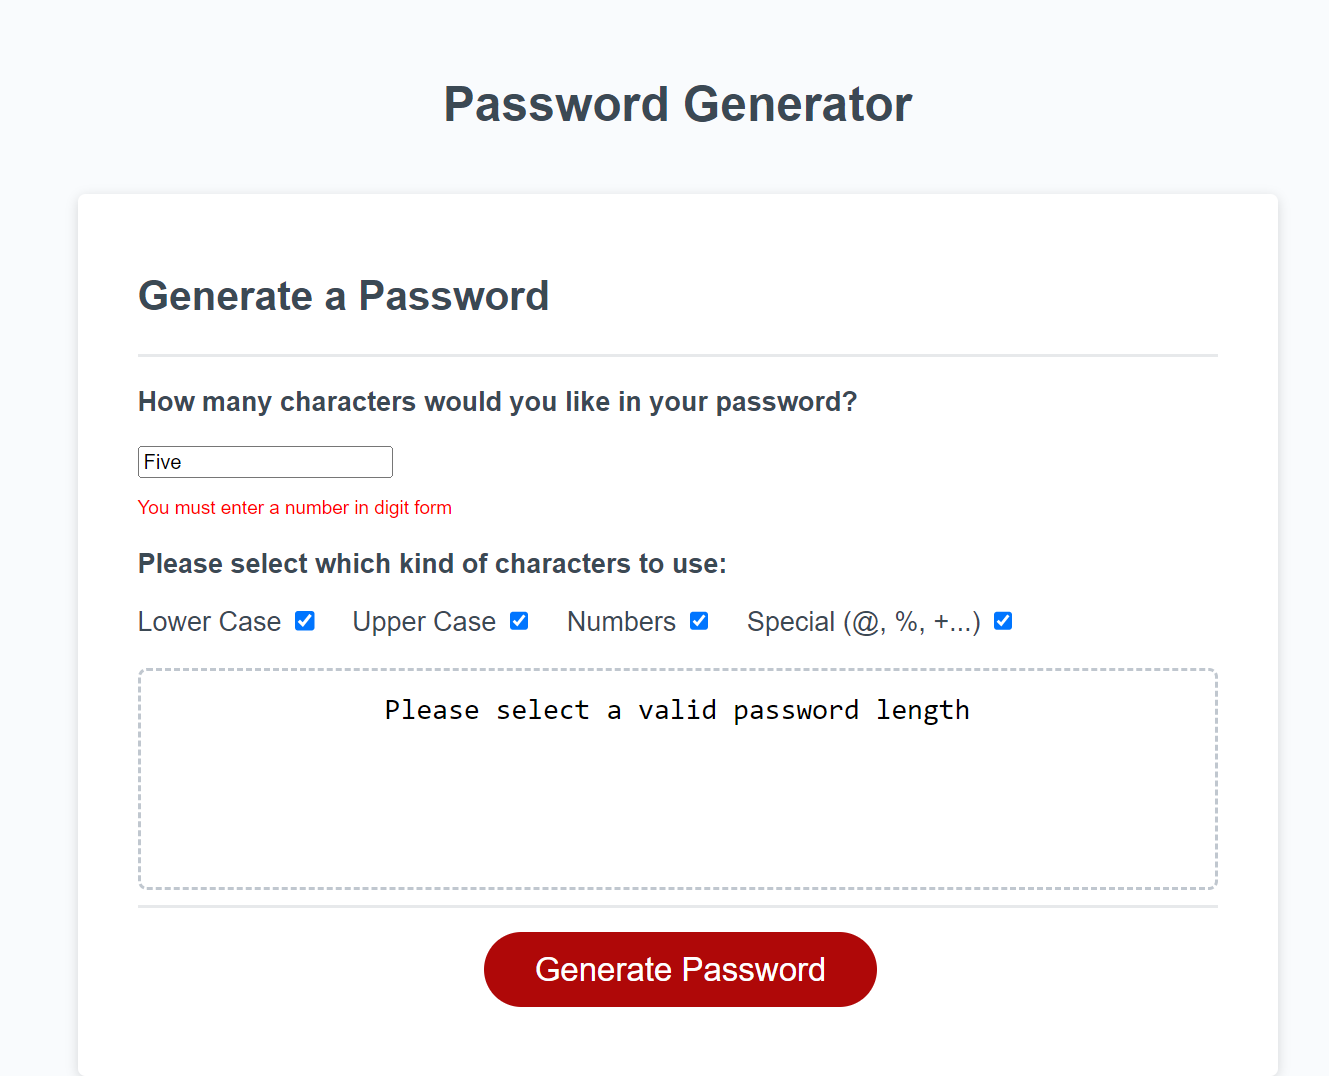 Password Generator
Generate a Password
How many characters would you like in your password?
Five
You must enter a number in digit form
Please select which kind of characters to use:
Lower Case Upper Case Numbers Special (@, %, +...)
Please select a valid password length
Generate Password